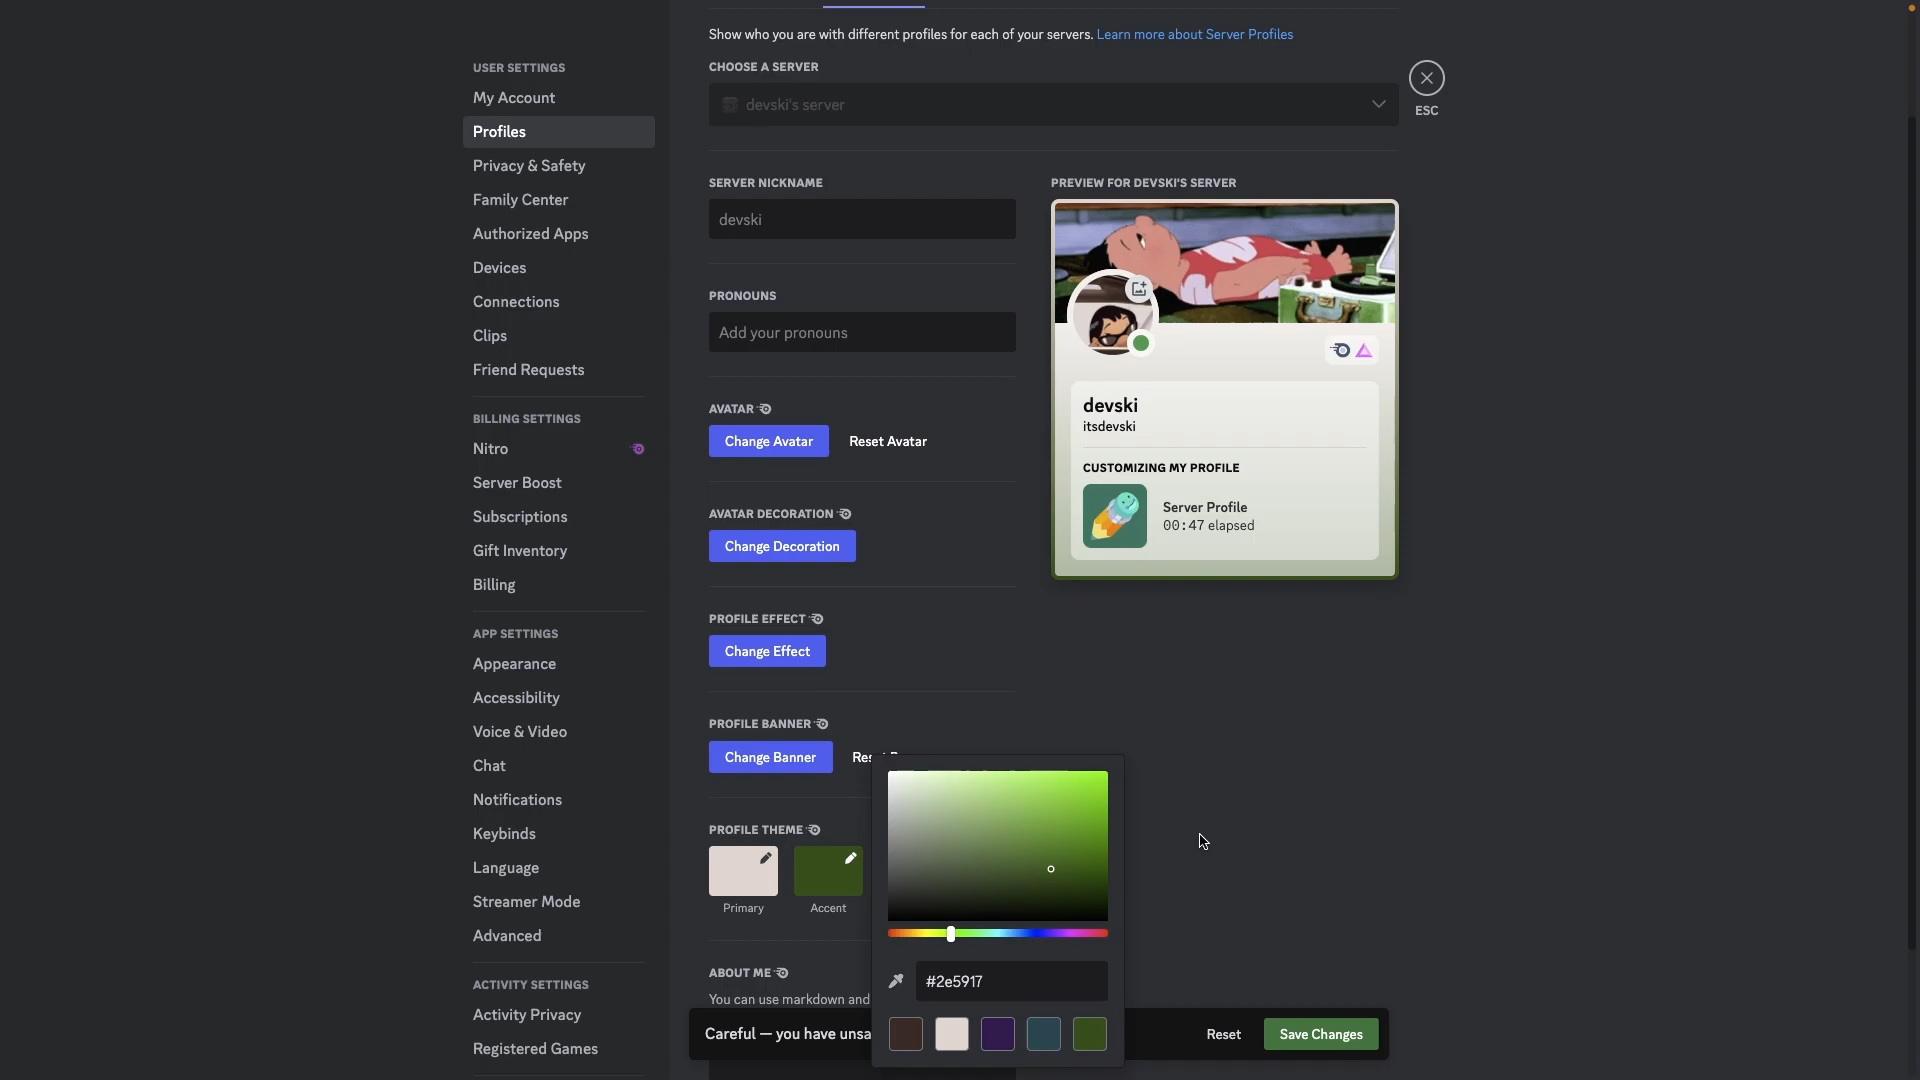 Show who you are with different profiles for each of your servers. Learn more about Server Profiles
USER SETTINGS
My Account
Profiles
Privacy & Safety
Family Center
Authorized Apps
Devices
Connections
Clips
Friend Requests
BILLING SETTINGS
Nitro
Server Boost
Subscriptions
Gift Inventory
Billing
APP SETTINGS
Appearance
Accessibility
Voice & Video
Chat
Notifications
Keybinds
Language
Streamer Mode
Advanced
ACTIVITY SETTINGS
Activity Privacy
Registered Games
CHOOSE A SERVER
devski's server
ESC
SERVER NICKNAME
devski
PRONOUNS
Add your pronouns
AVATAR
Change Avatar
Reset Avatar
AVATAR DECORATION
Change Decoration
PROFILE EFFECT
Change Effect
PROFILE BANNER
Change Banner
PROFILE THEME
Primary
Accent
ABOUT ME
You can use markdown and
PREVIEW FOR DEVSKI'S SERVER
devski
itsdevski
CUSTOMIZING MY PROFILE
Server Profile
00:47 elapsed
#2e5917
Careful — you have unsa
Reset
Save Changes